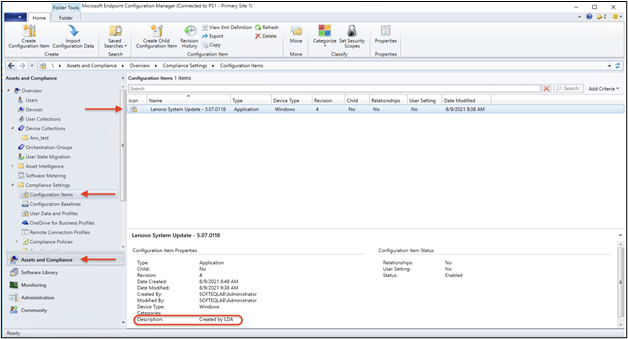 Folder Tools
Microsoft Endpoint Configuration Manager (Connected to PS1 - Primary Site 1)
Home
Folder
Create Configuration Item
Import Configuration Data
Saved Searches
Create Child Configuration Item
Revision History
View Xml Definition
Export
Copy
Refresh
Delete
Move
Categorize
Set Security Scopes
Properties
Create
Search
Configuration Item
Move
Classify
Properties
\ Assets and Compliance Overview Compliance Settings Configuration Items
Assets and Compliance
Overview
Users
Devices
User Collections
Device Collections
Ann_test
Orchestration Groups
User State Migration
Asset Intelligence
Software Metering
Compliance Settings
Configuration Items
Configuration Baselines
User Data and Profiles
OneDrive for Business Profiles
Remote Connection Profiles
Compliance Policies
Assets and Compliance
Software Library
Monitoring
Administration
Community
Configuration Items 1 items
Search
Search
Add Criteria
Icon Name Type Device Type Revision Child Relationships User Setting Date Modified
Lenovo System Update - 5.07.0118 Application Windows 4 No No No 8/9/2021 9:38 AM
Lenovo System Update - 5.07.0118
Configuration Item Properties
Type: Application
Child: No
Revision: 4
Date Created: 8/9/2021 8:49 AM
Date Modified: 8/9/2021 9:38 AM
Created By: SOFTEQLAB\Administrator
Modified By: SOFTEQLAB\Administrator
Device Type: Windows
Categories:
Description: Created by LDA
Configuration Item Status
Relationships: No
User Setting: No
Status: Enabled
Ready